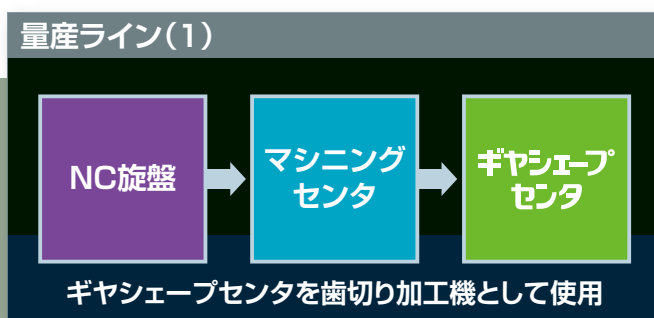 量産ライン（1）
NC旋盤
マシニング
センタ
ギヤシェープ
センタ
ギヤシェープセンタを歯切り加工機として使用